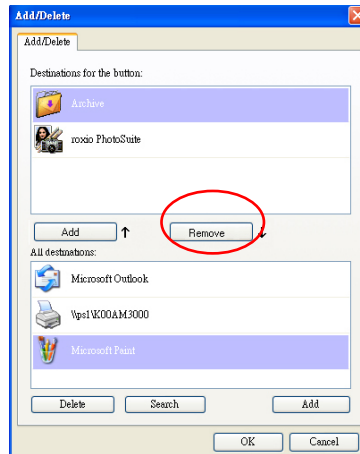 Add/Delete
Add/Delete
Destinations for the button:
Archive
roxio PhotoSuite
Add ↑ Remove ↓
All destinations:
Microsoft Outlook
\\ps1\K00AM3000
Microsoft Paint
Delete Search Add
OK Cancel